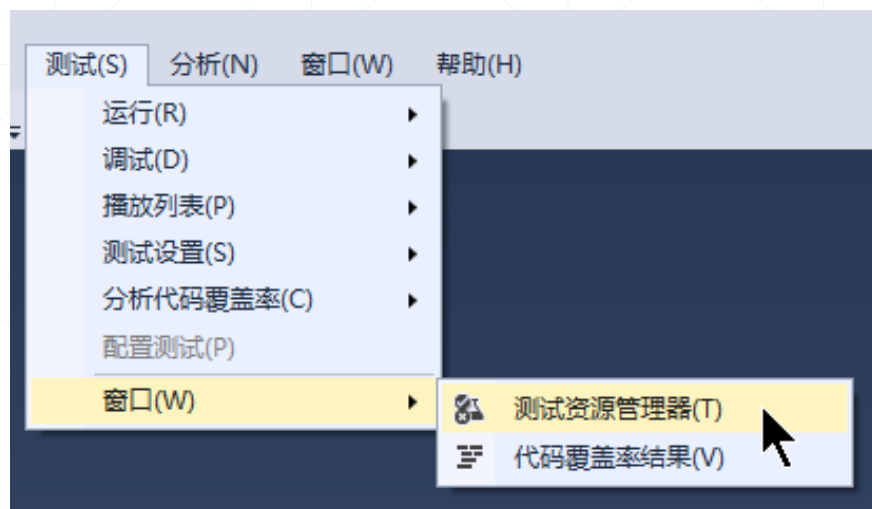 测试(S) 分析(N) 窗口(W) 帮助(H)
运行(R)
调试(D)
播放列表(P)
测试设置(S)
分析代码覆盖率(C)
配置测试(P)
窗口(W)
测试资源管理器(T)
代码覆盖率结果(V)